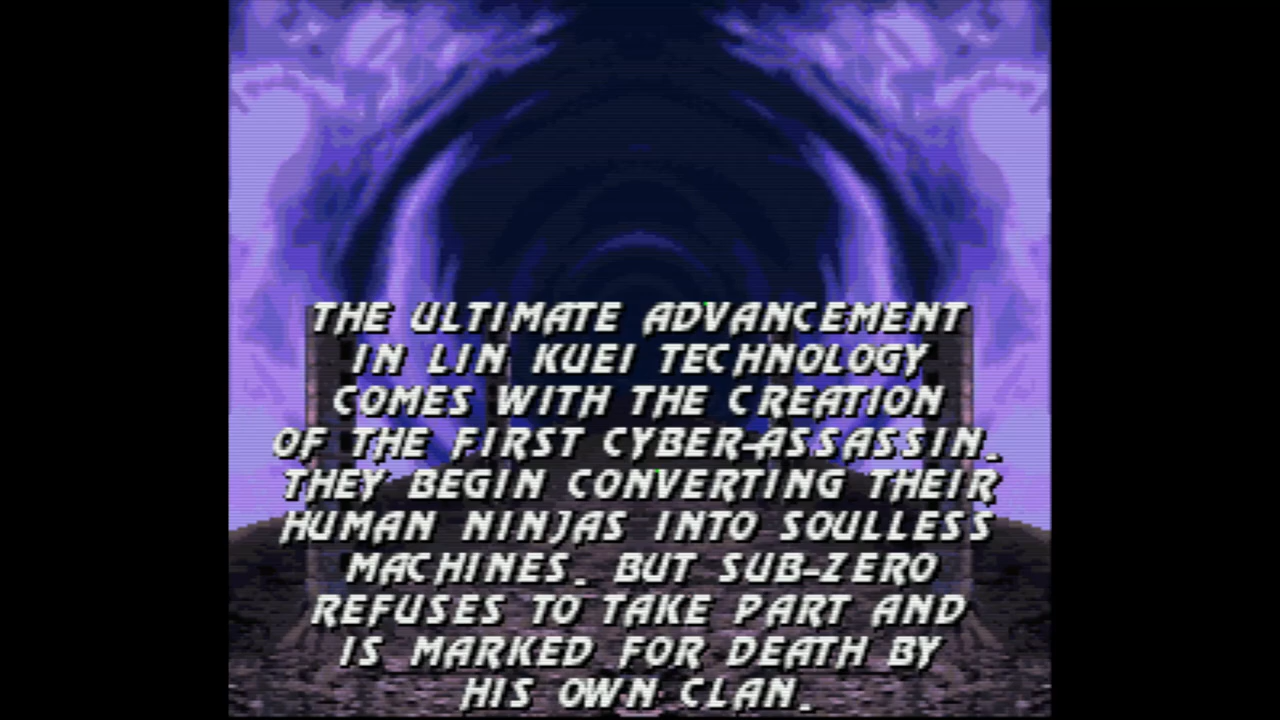 THE ULTIMATE ADVANCEMENT
IN LIN KUEI TECHNOLOGY
COMES WITH THE CREATION
OF THE FIRST CYBER-ASSASSIN.
THEY BEGIN CONVERTING THEIR
HUMAN NINJAS INTO SOULLESS
MACHINES. BUT SUB-ZERO
REFUSES TO TAKE PART AND
IS MARKED FOR DEATH BY
HIS OWN CLAN.